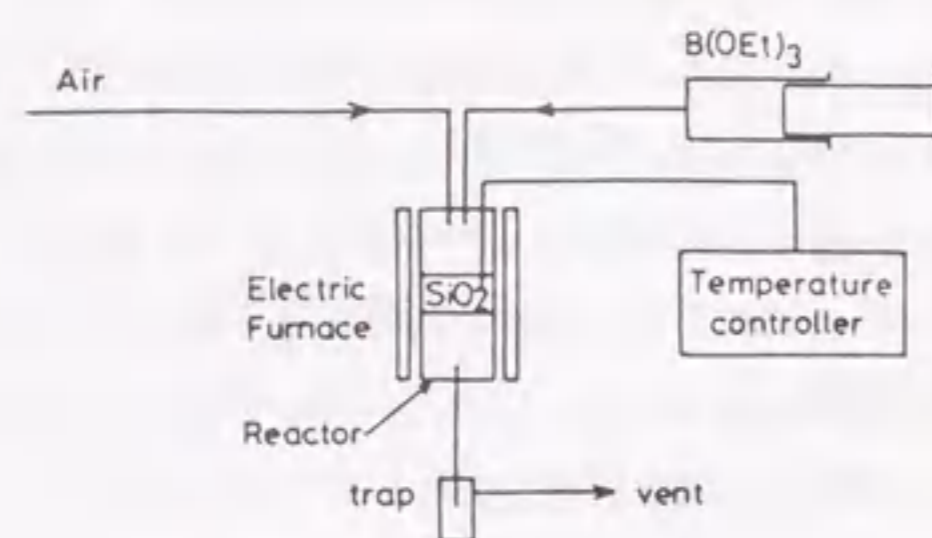 Air
B(OEt)3
Electric
Furnace
SiO2
Temperature
controller
Reactor
trap
vent